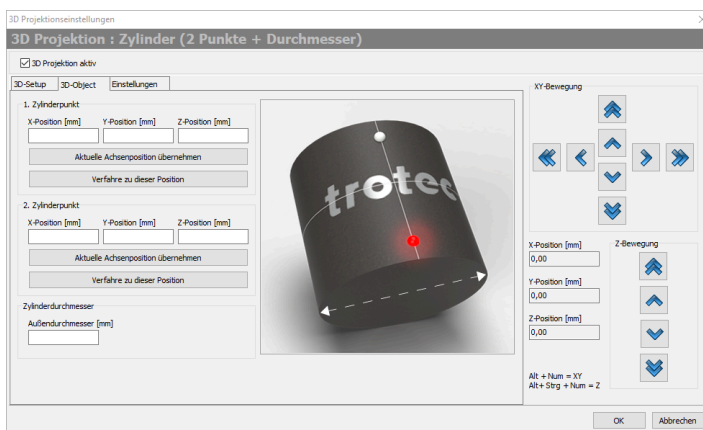 3D Projektionseinstellungen
3D Projektion : Zylinder (2 Punkte + Durchmesser)
3D Projektion aktiv
3D-Setup 3D-Object Einstellungen
1. Zylinderpunkt
X-Position [mm] Y-Position [mm] Z-Position [mm]
Aktuelle Achsenposition übernehmen
Verfahre zu dieser Position
2. Zylinderpunkt
X-Position [mm] Y-Position [mm] Z-Position [mm]
Aktuelle Achsenposition übernehmen
Verfahre zu dieser Position
Zylinderdurchmesser
Außendurchmesser [mm]
trotec
2
XY-Bewegung
X-Position [mm]
0,00
Y-Position [mm]
0,00
Z-Position [mm]
0,00
Z-Bewegung
Alt + Num = XY
Alt+ Strg + Num = Z
OK Abbrechen